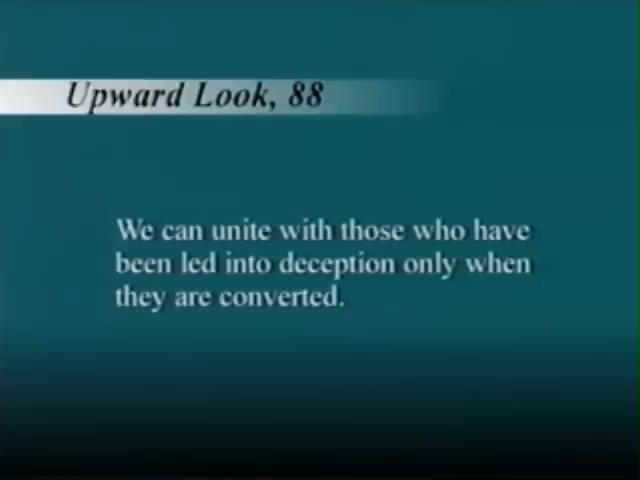 Upward Look, 88
We can unite with those who have
been led into deception only when
they are converted.